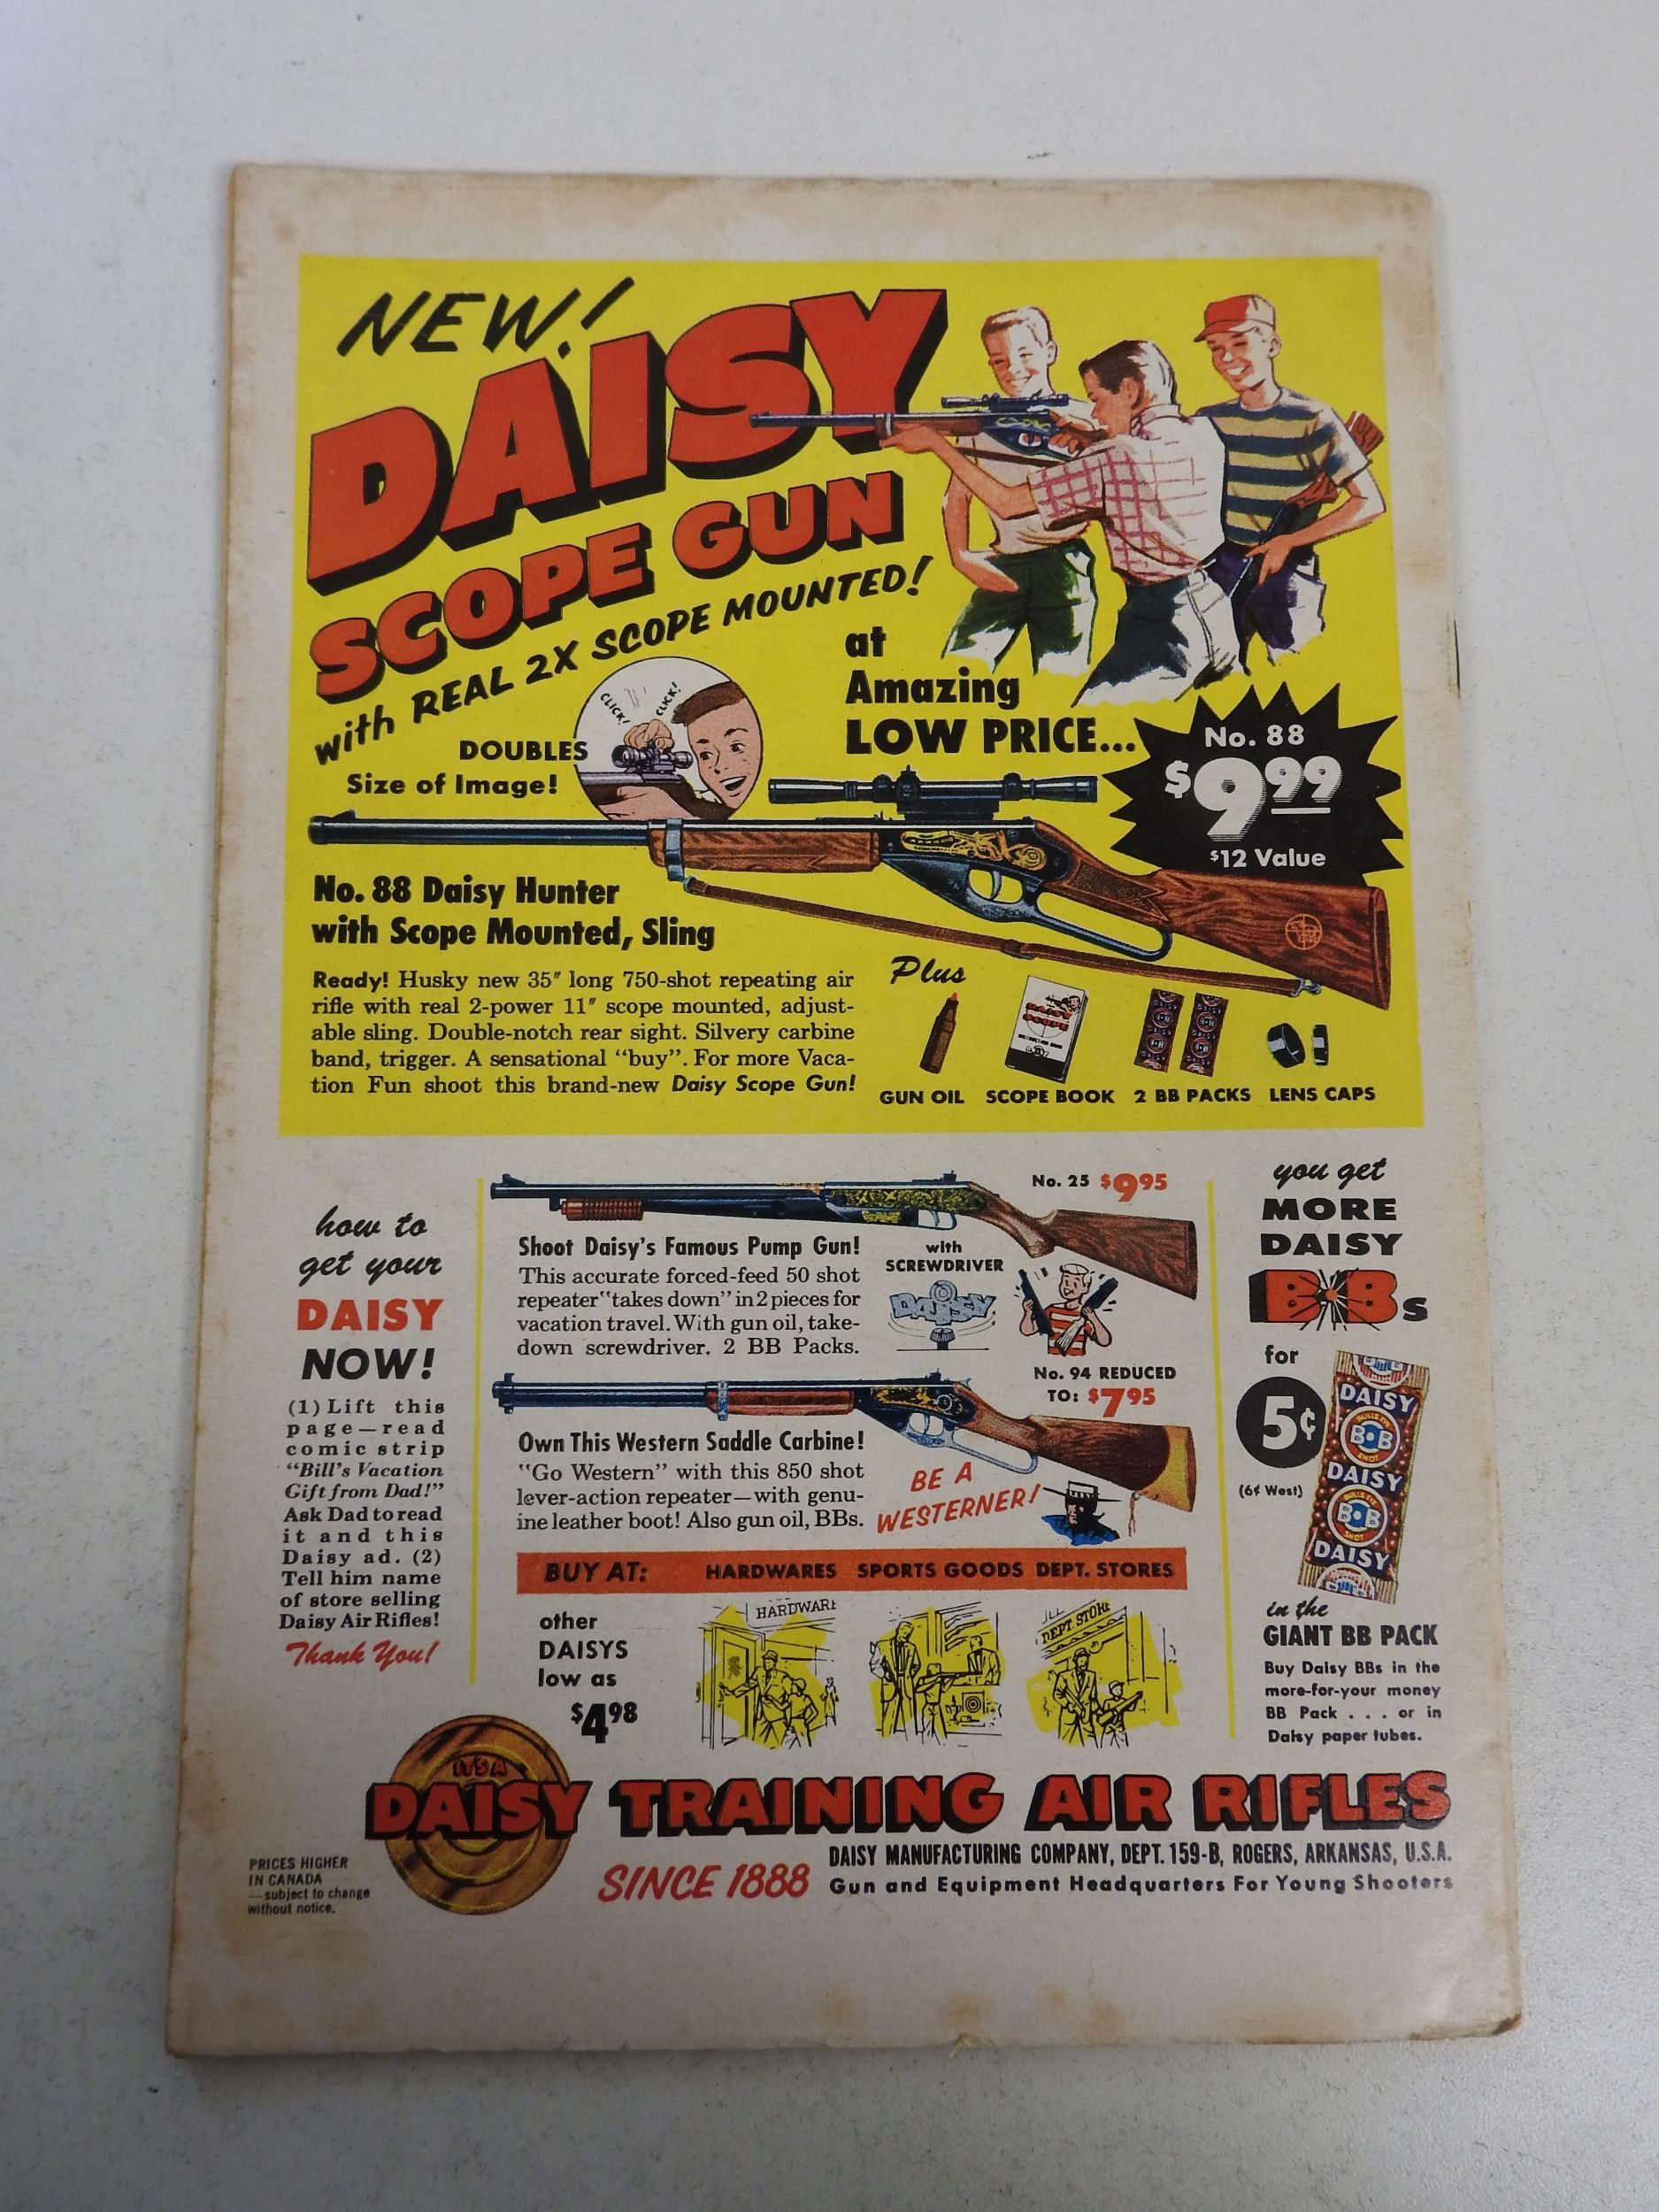 NEW!
DAISY
SCOPE GUN
with REAL 2X SCOPE MOUNTED!
DOUBLES
Size of Image!
CLICK!
CLICK!
at
Amazing
LOW PRICE...
No. 88
$9.99
$12 Value
No. 88 Daisy Hunter
with Scope Mounted, Sling
Ready! Husky new 35″ long 750-shot repeating air
rifle with real 2-power 11″ scope mounted, adjust-
able sling. Double-notch rear sight. Silvery carbine
band, trigger. A sensational “buy”. For more Vaca-
tion Fun shoot this brand-new Daisy Scope Gun!
Plus
DAISY
SCOPE
GUN OIL
SCOPE BOOK
2 BB PACKS
LENS CAPS
how to
get your
DAISY
NOW!
(1) Lift this
page—read
comic strip
“Bill's Vacation
Gift from Dad!”
Ask Dad to read
it and this
Daisy ad. (2)
Tell him name
of store selling
Daisy Air Rifles!
Thank You!
No. 25 $9.95
Shoot Daisy's Famous Pump Gun!
This accurate forced-feed 50 shot
repeater “takes down” in 2 pieces for
vacation travel. With gun oil, take-
down screwdriver. 2 BB Packs.
with
SCREWDRIVER
DAISY
No. 94 REDUCED
TO: $7.95
Own This Western Saddle Carbine!
“Go Western” with this 850 shot
lever-action repeater—with genu-
ine leather boot! Also gun oil, BBs.
BE A
WESTERNER!
BUY AT: HARDWARES SPORTS GOODS DEPT. STORES
other
DAISYS
low as
$4.98
HARDWARE
DEPT. STORE
you get
MORE
DAISY
BBs
for
5¢
(6¢ West)
DAISY
BULLS EYE
B•B
SHOT
DAISY
BULLS EYE
B•B
SHOT
DAISY
in the
GIANT BB PACK
Buy Daisy BBs in the
more-for-your money
BB Pack . . . or in
Daisy paper tubes.
IT'S A
DAISY TRAINING AIR RIFLES
SINCE 1888
DAISY MANUFACTURING COMPANY, DEPT. 159-B, ROGERS, ARKANSAS, U.S.A.
Gun and Equipment Headquarters For Young Shooters
PRICES HIGHER
IN CANADA
—subject to change
without notice.